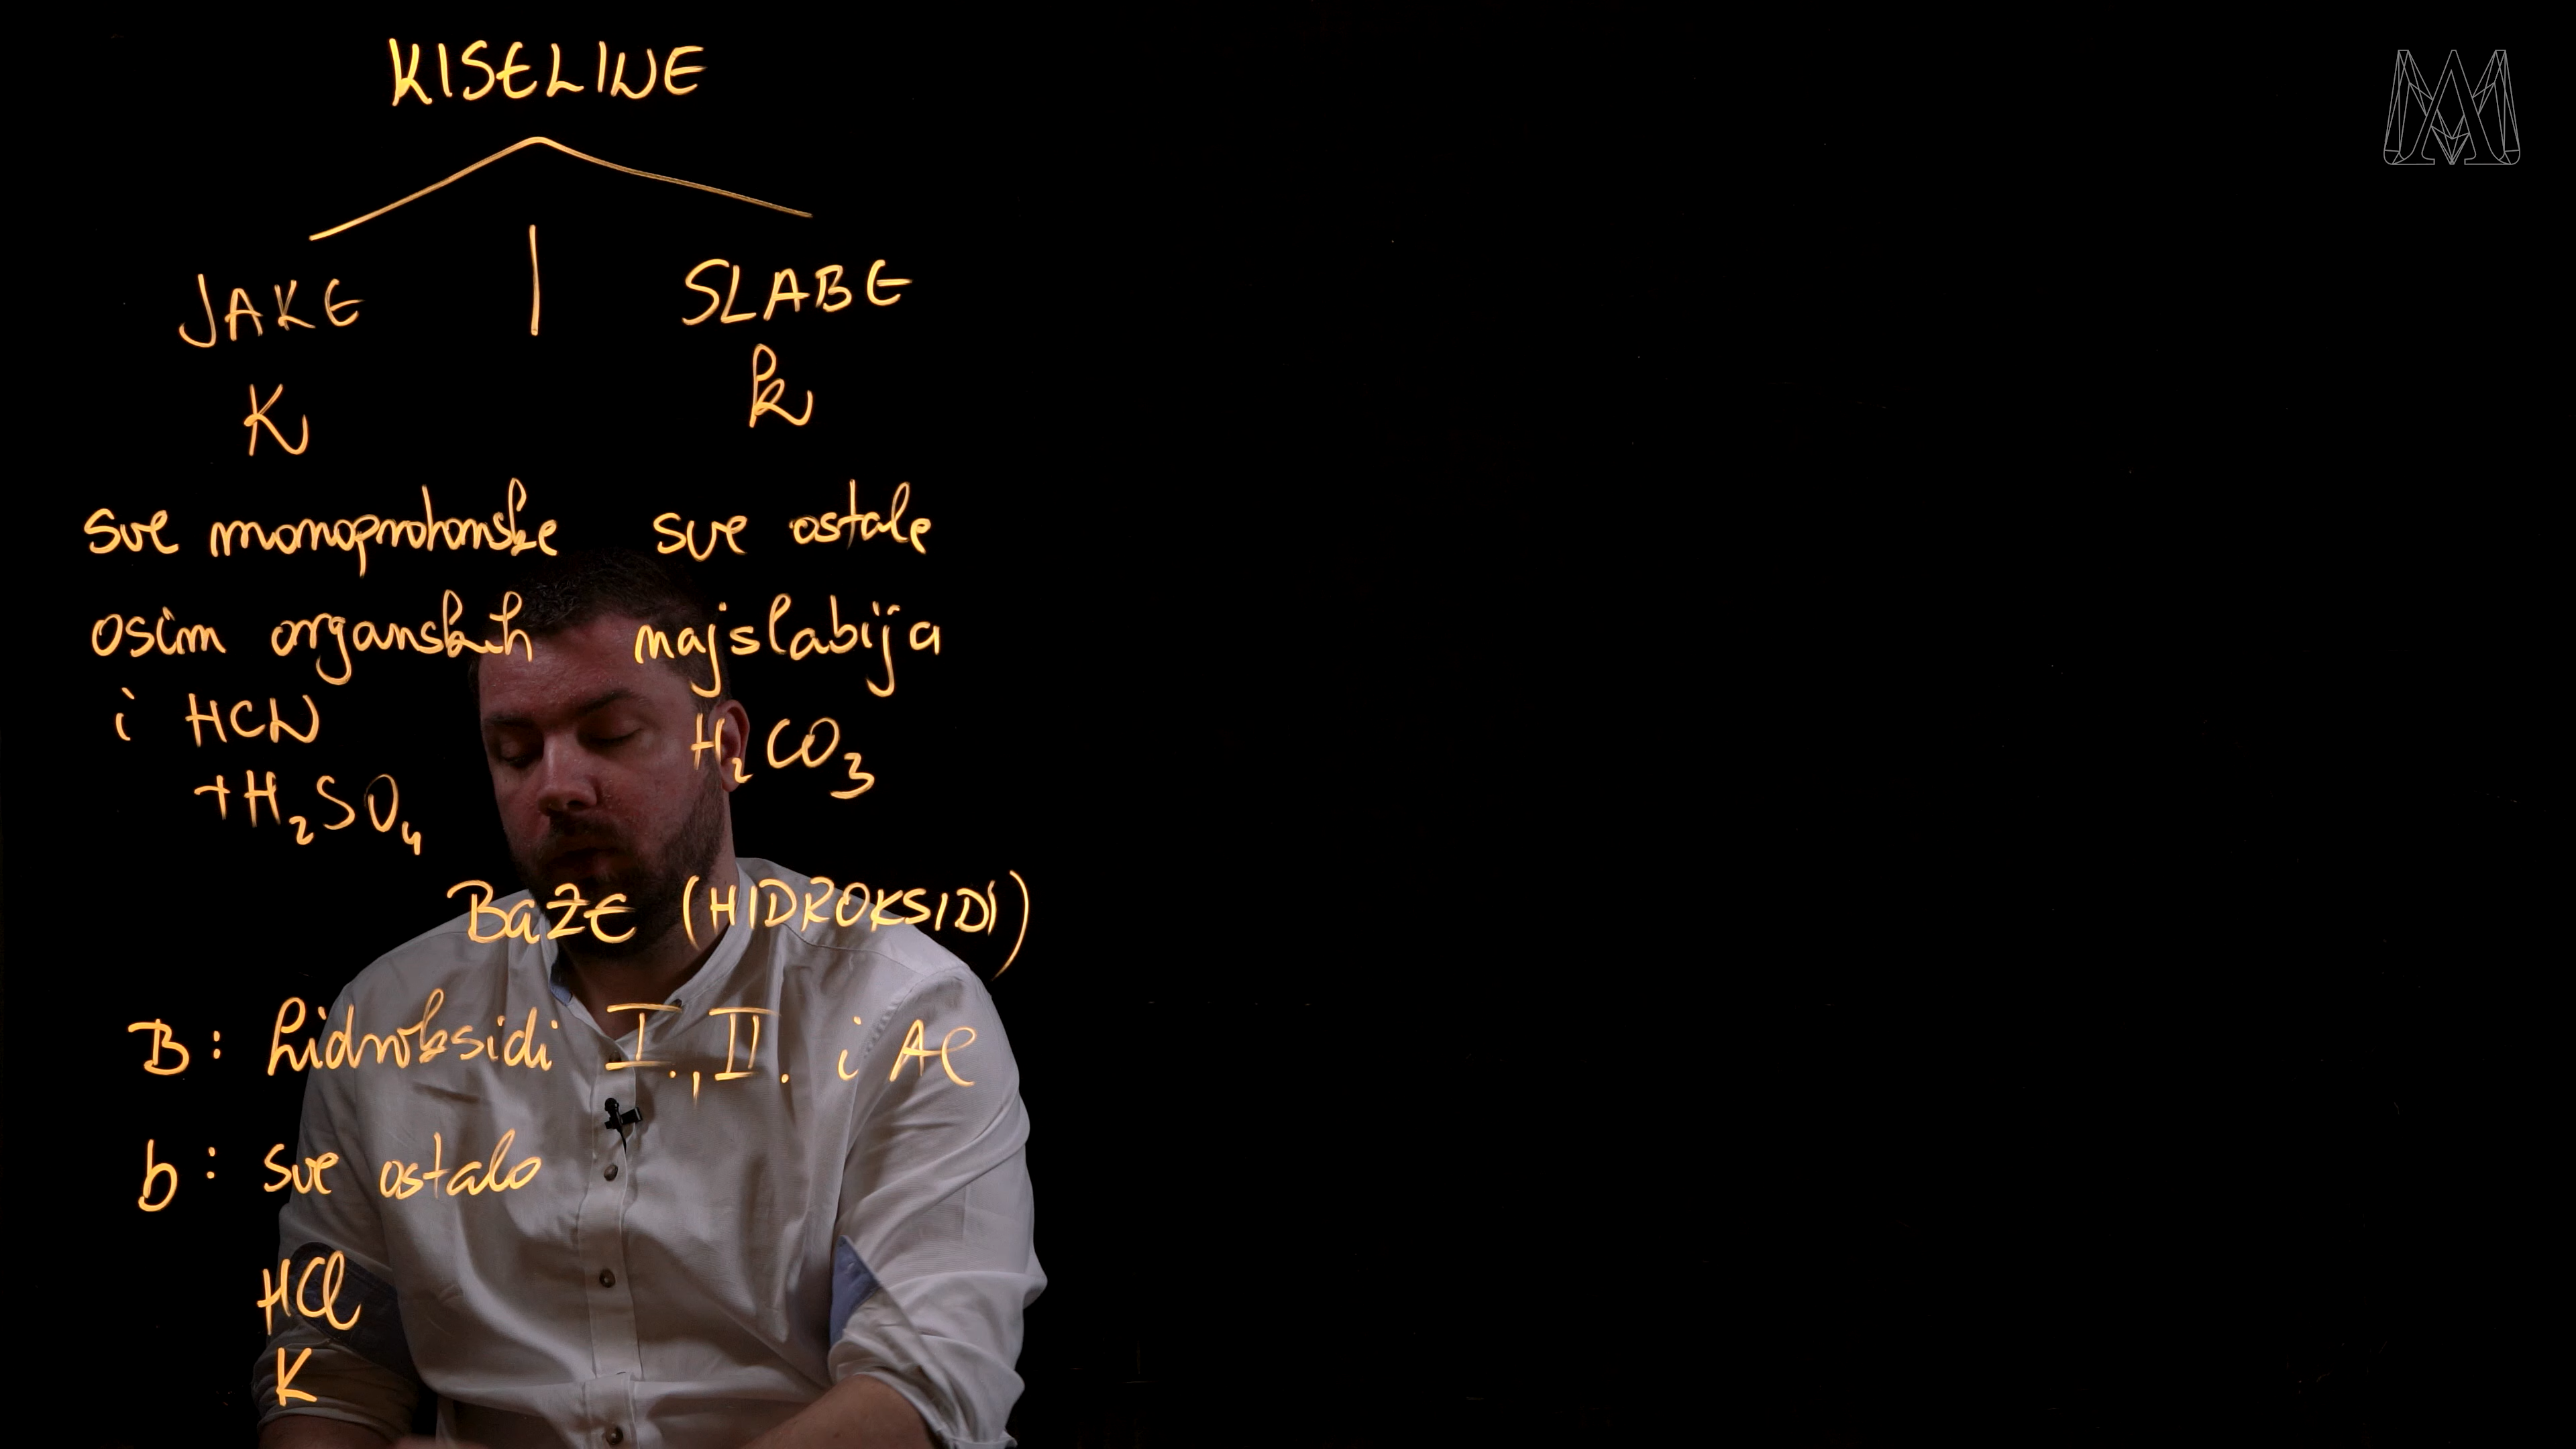 KISELINE
JAKE | SLABE
K k
sve monoprotonske sve ostale
osim organskih najslabija
i HCN H₂CO₃
+H₂SO₄
BaZE (HIDROKSIDI)
B: hidroksidi I., II. i Al
b: sve ostalo
HCl
K